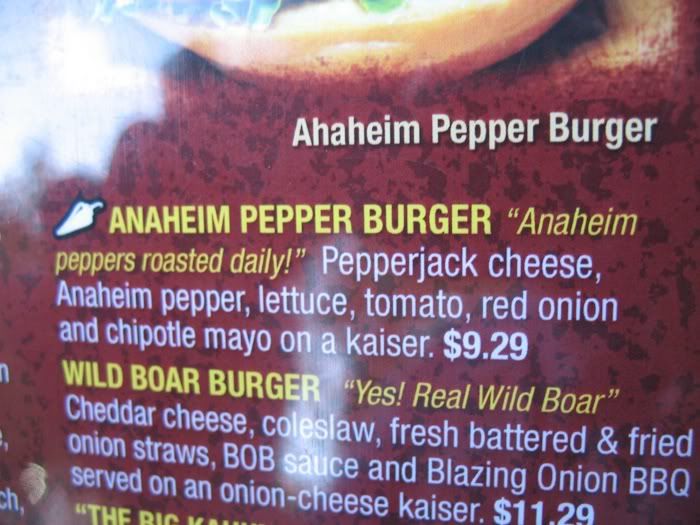 Ahaheim Pepper Burger
ANAHEIM PEPPER BURGER "Anaheim
peppers roasted daily!" Pepperjack cheese,
Anaheim pepper, lettuce, tomato, red onion
and chipotle mayo on a kaiser. $9.29
WILD BOAR BURGER "Yes! Real Wild Boar"
Cheddar cheese, coleslaw, fresh battered & fried
onion straws, BOB sauce and Blazing Onion BBQ
served on an onion-cheese kaiser. $11.29
"THE BIG